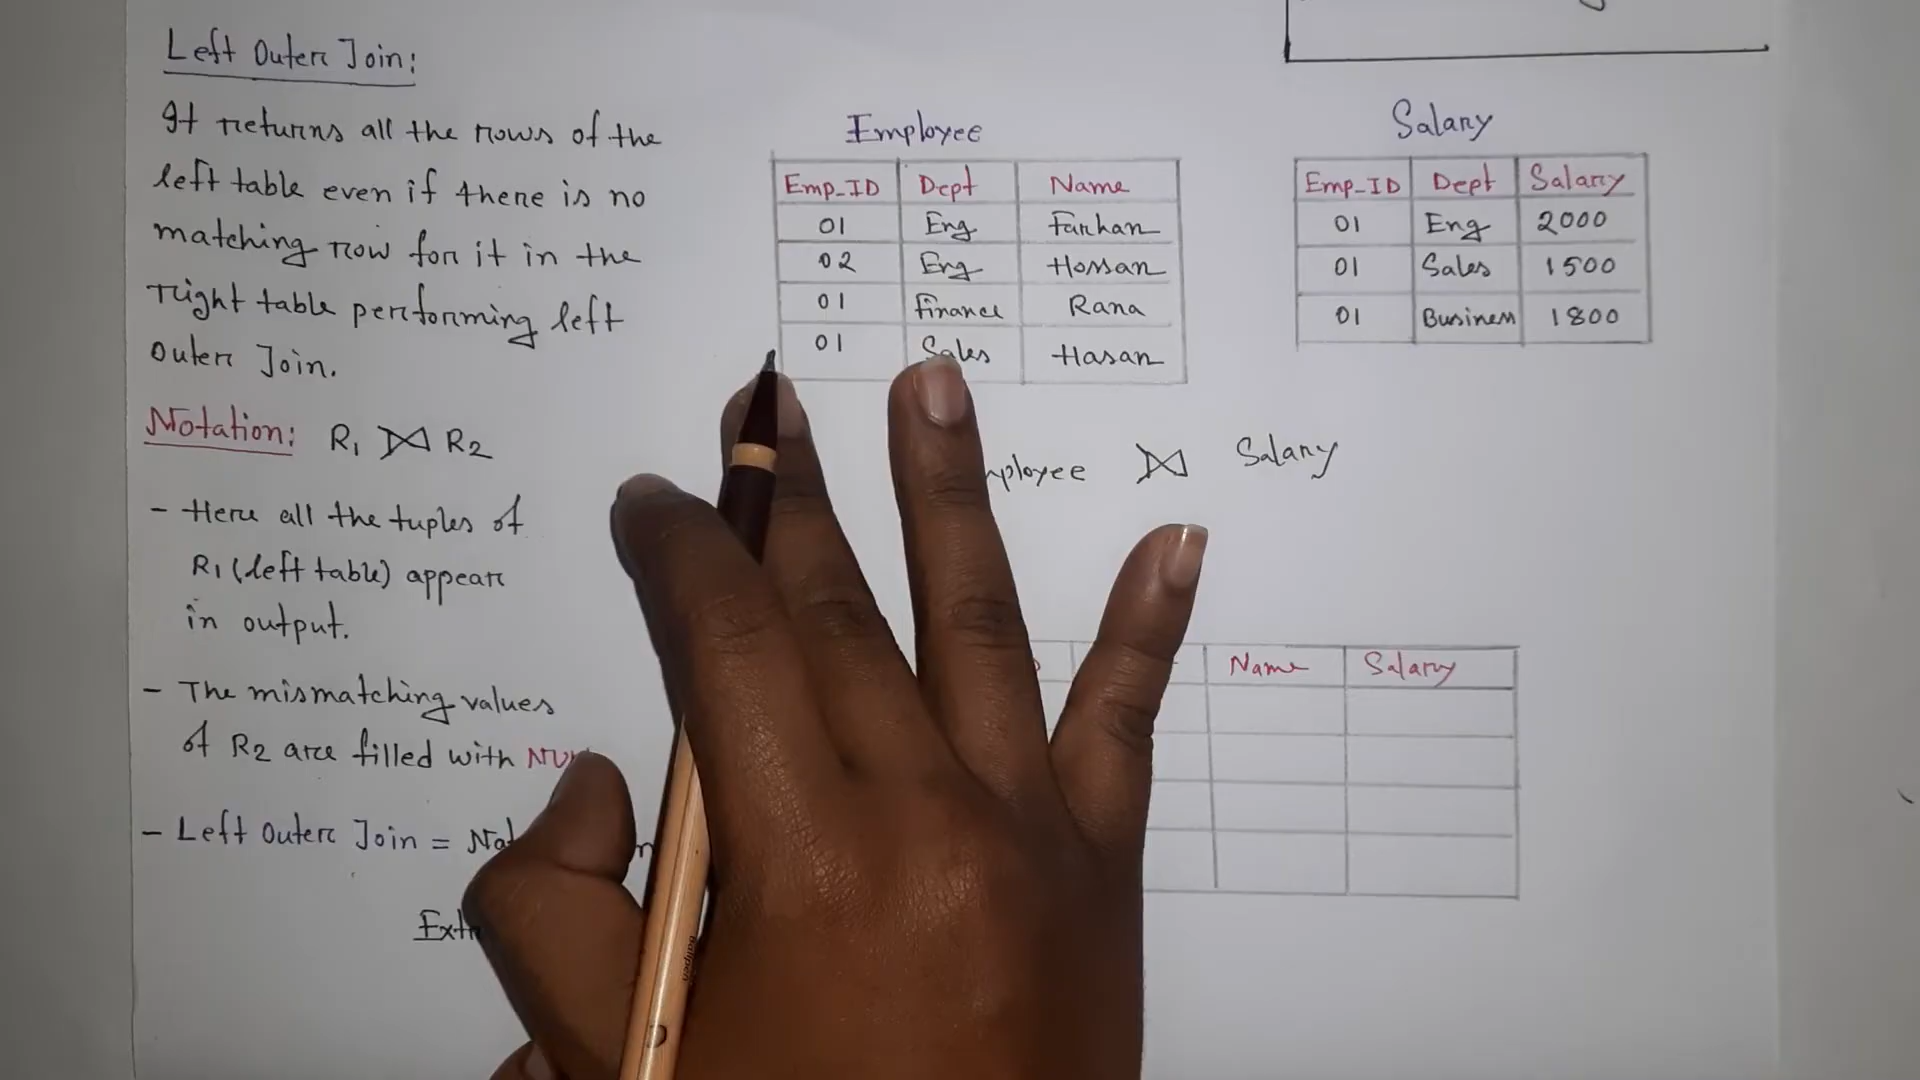 Left Outer Join:
It returns all the rows of the
left table even if there is no
matching row for it in the
right table performing left
outer Join.
Notation: R1 ⟕ R2
- Here all the tuples of
R1 (left table) appear
in output.
- The mismatching values
of R2 are filled with
- Left Outer Join =
Employee
Emp_ID Dept Name
01 Eng Farhan
02 Eng Hossan
01 Finance Rana
01 Sales Hasan
Salary
Emp_ID Dept Salary
01 Eng 2000
01 Sales 1500
01 Business 1800
⟕ Salary
Name Salary